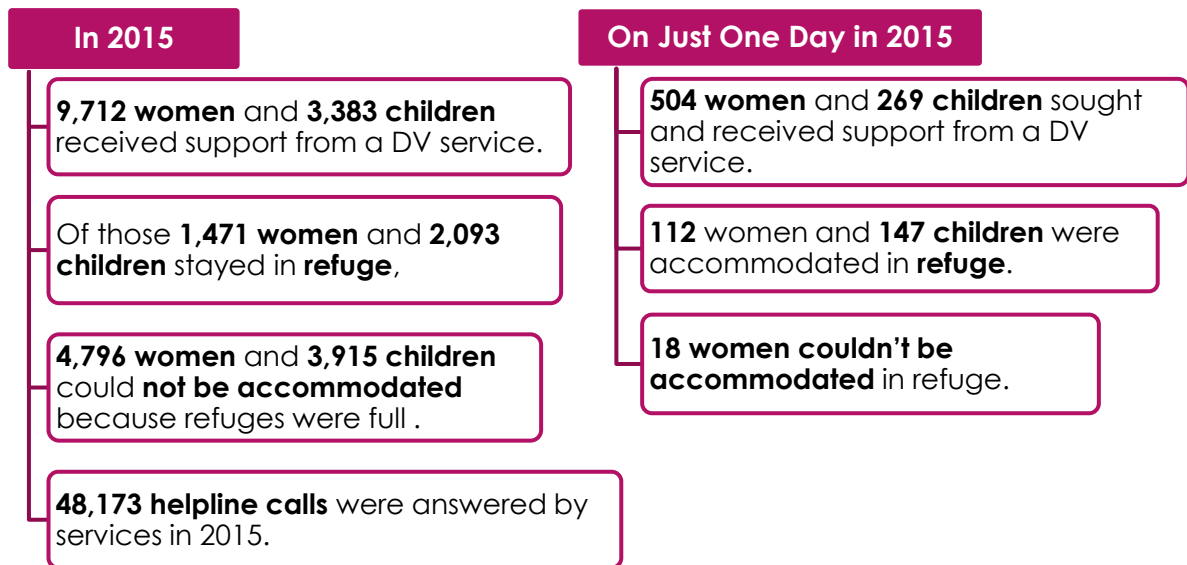 In 2015
9,712 women and 3,383 children
received support from a DV service.
Of those 1,471 women and 2,093
children stayed in refuge,
4,796 women and 3,915 children
could not be accommodated
because refuges were full .
48,173 helpline calls were answered by
services in 2015.
On Just One Day in 2015
504 women and 269 children sought
and received support from a DV
service.
112 women and 147 children were
accommodated in refuge.
18 women couldn’t be
accommodated in refuge.